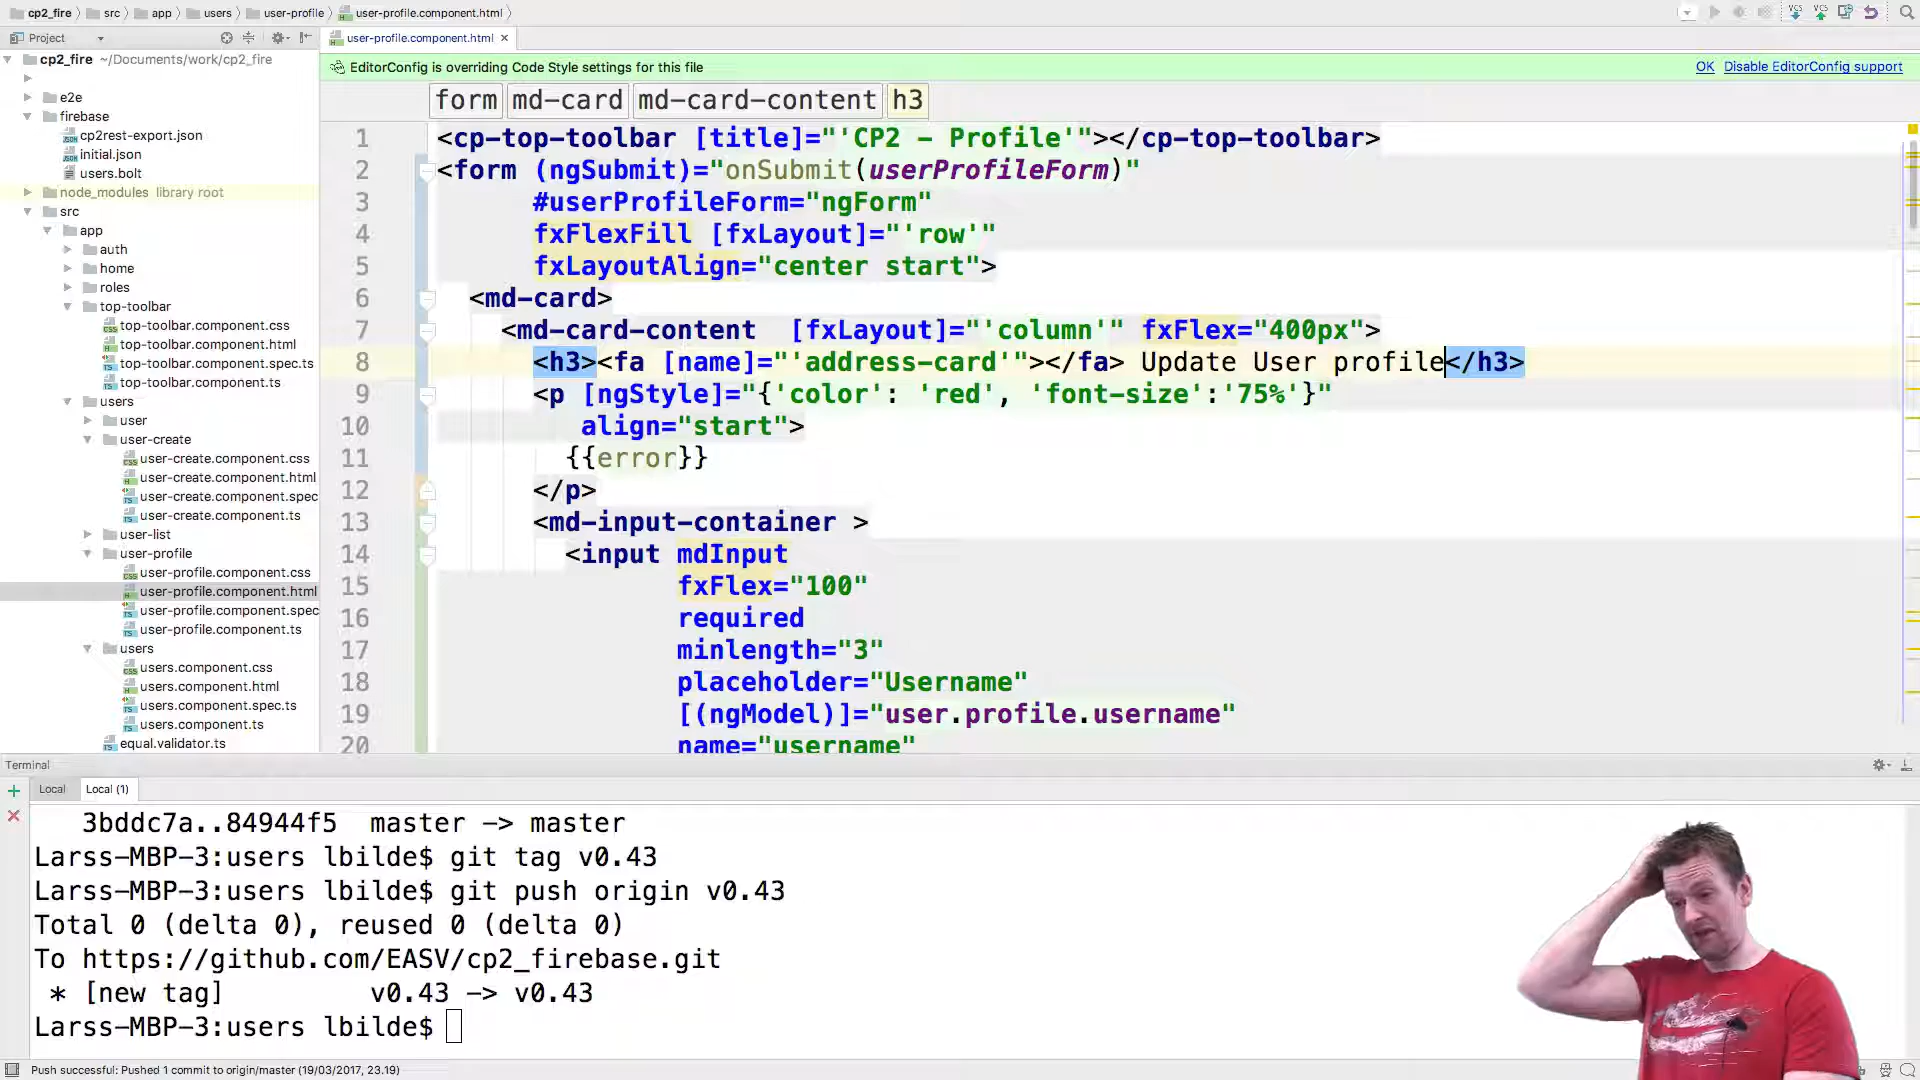 cp2_fire src app users user-profile user-profile.component.html
Project
user-profile.component.html
cp2_fire ~/Documents/work/cp2_fire
EditorConfig is overriding Code Style settings for this file
OK Disable EditorConfig support
e2e
firebase
cp2rest-export.json
initial.json
users.bolt
node_modules library root
src
app
auth
home
roles
top-toolbar
top-toolbar.component.css
top-toolbar.component.html
top-toolbar.component.spec.ts
top-toolbar.component.ts
users
user
user-create
user-create.component.css
user-create.component.html
user-create.component.spec
user-create.component.ts
user-list
user-profile
user-profile.component.css
user-profile.component.html
user-profile.component.spec
user-profile.component.ts
users
users.component.css
users.component.html
users.component.spec.ts
users.component.ts
equal.validator.ts
form md-card md-card-content h3
1 <cp-top-toolbar [title]="'CP2 - Profile'"></cp-top-toolbar>
2 <form (ngSubmit)="onSubmit(userProfileForm)"
3 #userProfileForm="ngForm"
4 fxFlexFill [fxLayout]="'row'"
5 fxLayoutAlign="center start">
6 <md-card>
7 <md-card-content  [fxLayout]="'column'" fxFlex="400px">
8 <h3><fa [name]="'address-card'"></fa> Update User profile</h3>
9 <p [ngStyle]="{'color': 'red', 'font-size':'75%'}"
10 align="start">
11 {{error}}
12 </p>
13 <md-input-container >
14 <input mdInput
15 fxFlex="100"
16 required
17 minlength="3"
18 placeholder="Username"
19 [(ngModel)]="user.profile.username"
20 name="username"
Terminal
Local Local (1)
3bddc7a..84944f5  master -> master
Larss-MBP-3:users lbilde$ git tag v0.43
Larss-MBP-3:users lbilde$ git push origin v0.43
Total 0 (delta 0), reused 0 (delta 0)
To https://github.com/EASV/cp2_firebase.git
* [new tag]         v0.43 -> v0.43
Larss-MBP-3:users lbilde$
Push successful: Pushed 1 commit to origin/master (19/03/2017, 23.19)